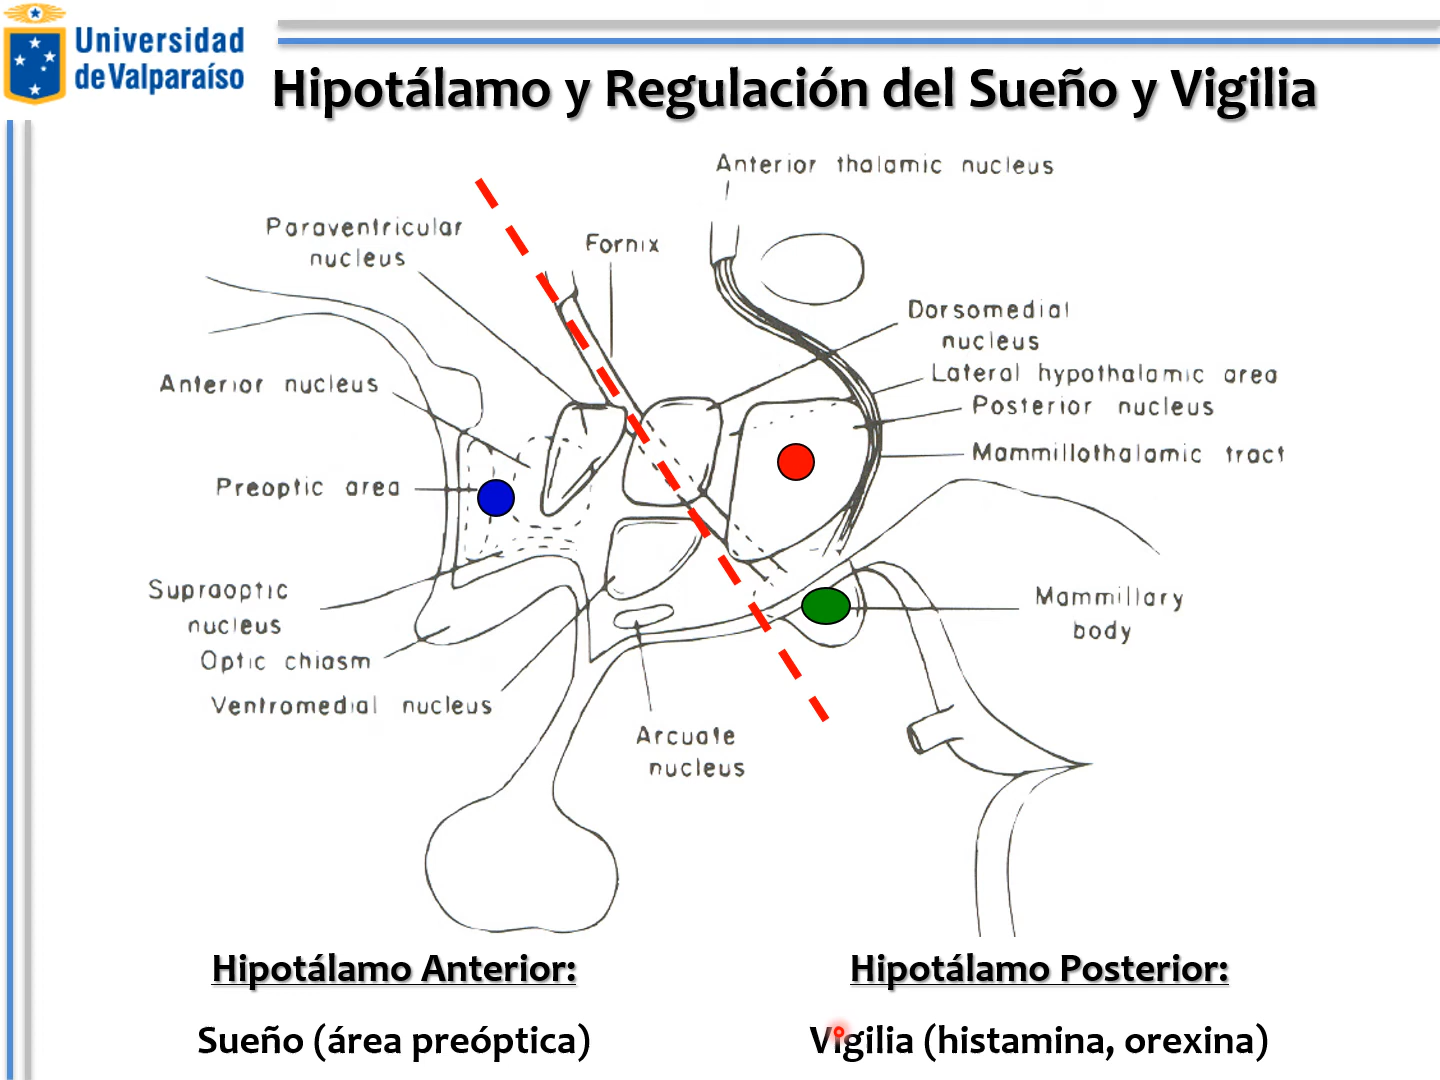 Universidad
de Valparaíso
Hipotálamo y Regulación del Sueño y Vigilia
Anterior thalamic nucleus
Paraventricular
nucleus
Fornix
Dorsomedial
nucleus
Lateral hypothalamic area
Anterior nucleus
Posterior nucleus
Mammillothalamic tract
Preoptic area
Supraoptic
nucleus
Mammillary
body
Optic chiasm
Ventromedial nucleus
Arcuate
nucleus
Hipotálamo Anterior:
Sueño (área preóptica)
Hipotálamo Posterior:
Vigilia (histamina, orexina)